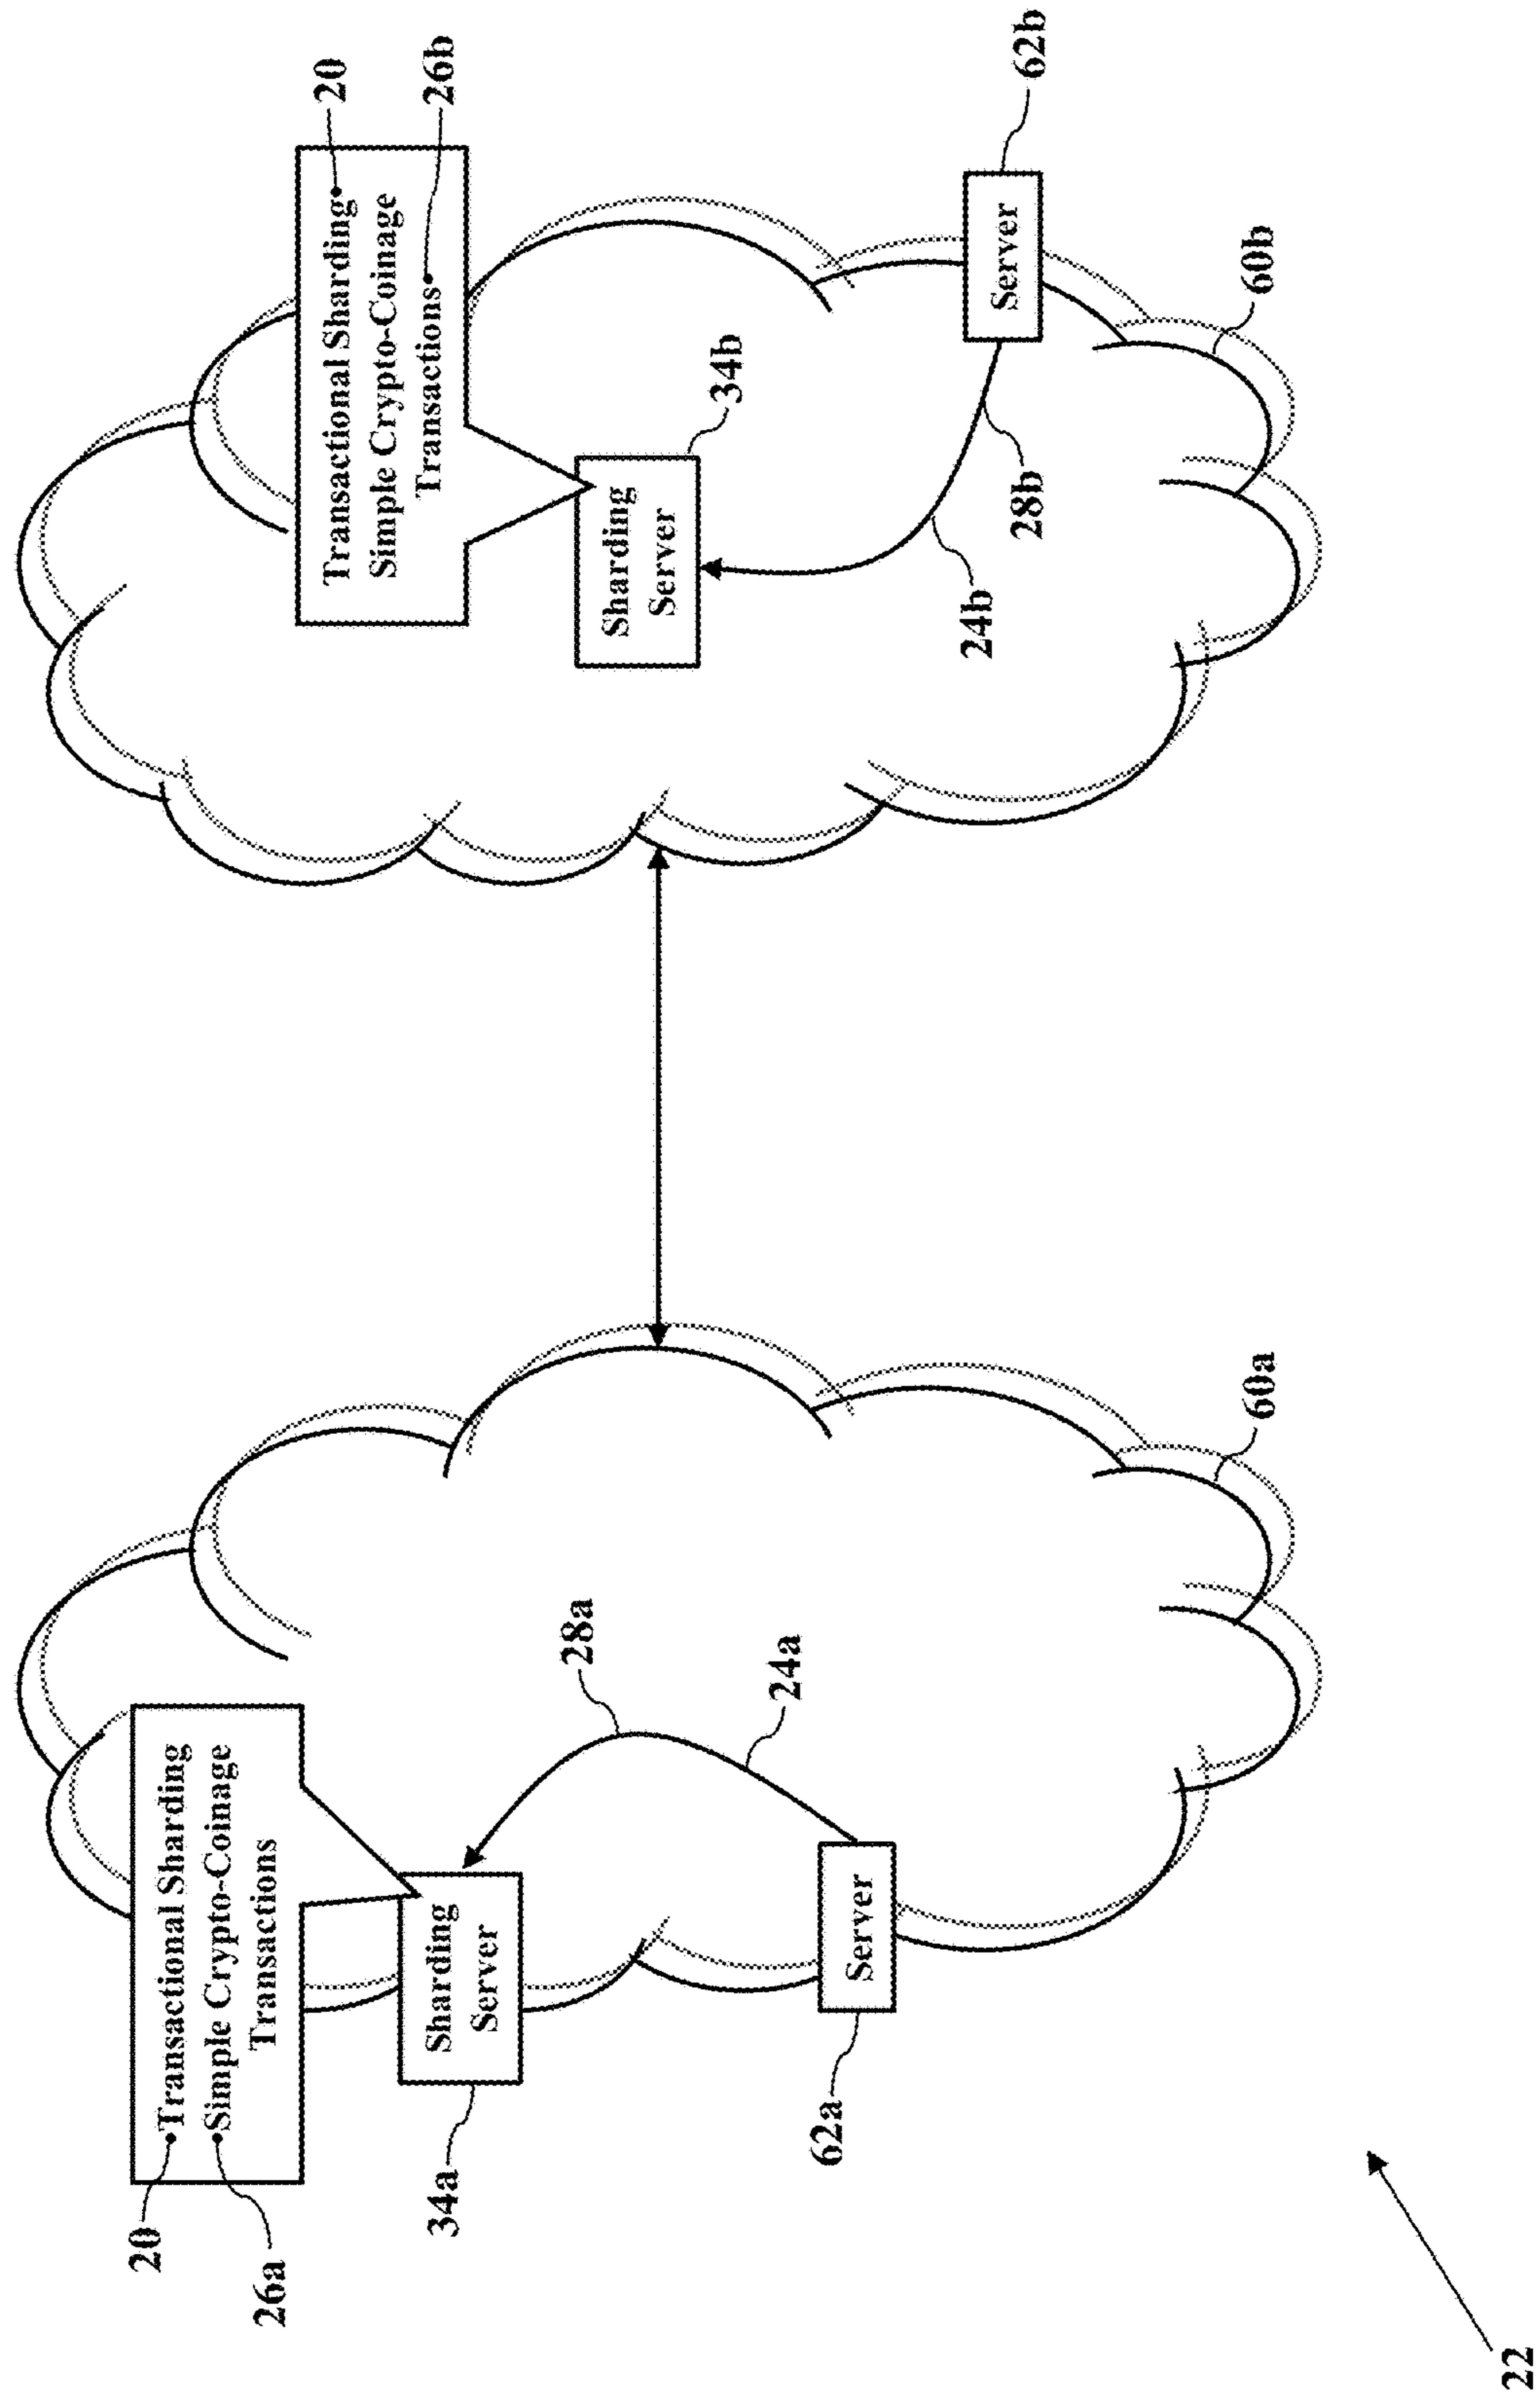 20
•Transactional Sharding
•Simple Crypto-Coinage
Transactions
26a
34a
Sharding
Server
28a
24a
62a
Server
60a
Transactional Sharding•
20
Simple Crypto-Coinage
Transactions•
26b
Sharding
Server
34b
24b
28b
Server
62b
60b
22